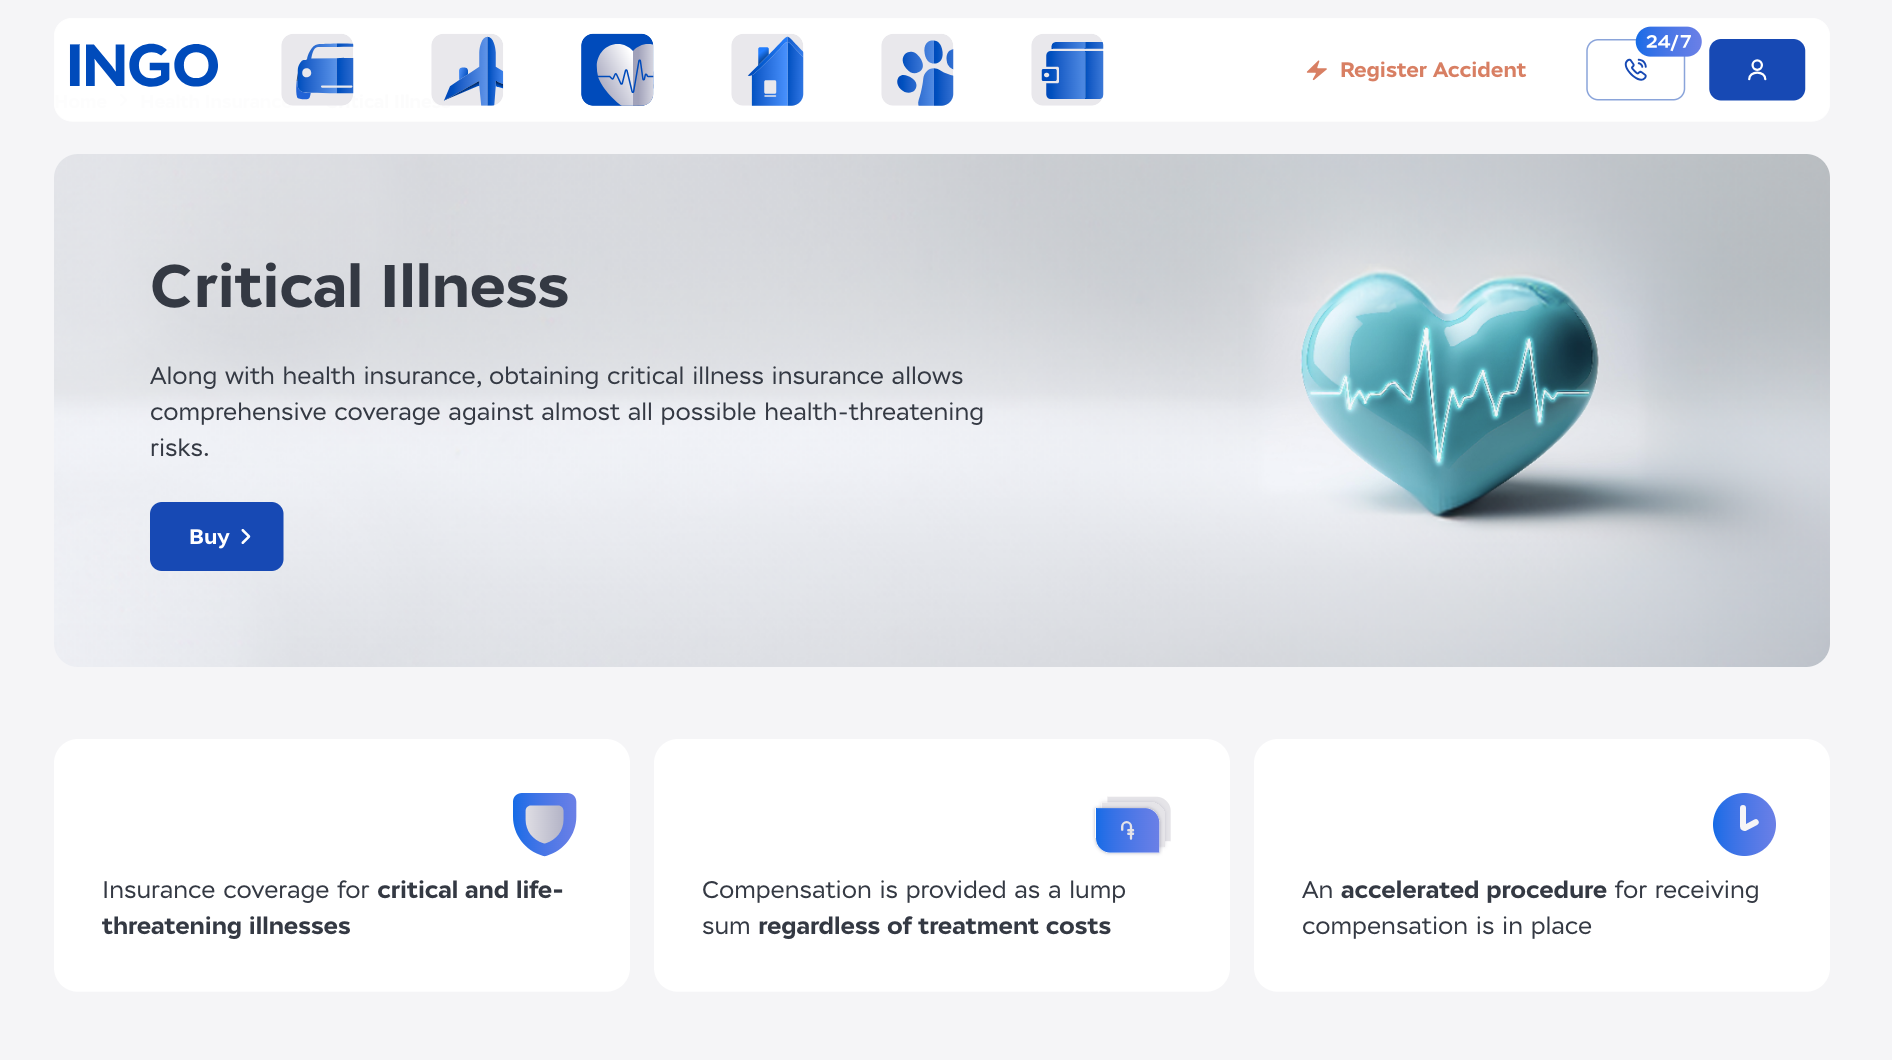 INGO
24/7
Register Accident
Critical Illness
Along with health insurance, obtaining critical illness insurance allows
comprehensive coverage against almost all possible health-threatening
risks.
Buy
Insurance coverage for critical and life-
threatening illnesses
Compensation is provided as a lump
sum regardless of treatment costs
An accelerated procedure for receiving
compensation is in place